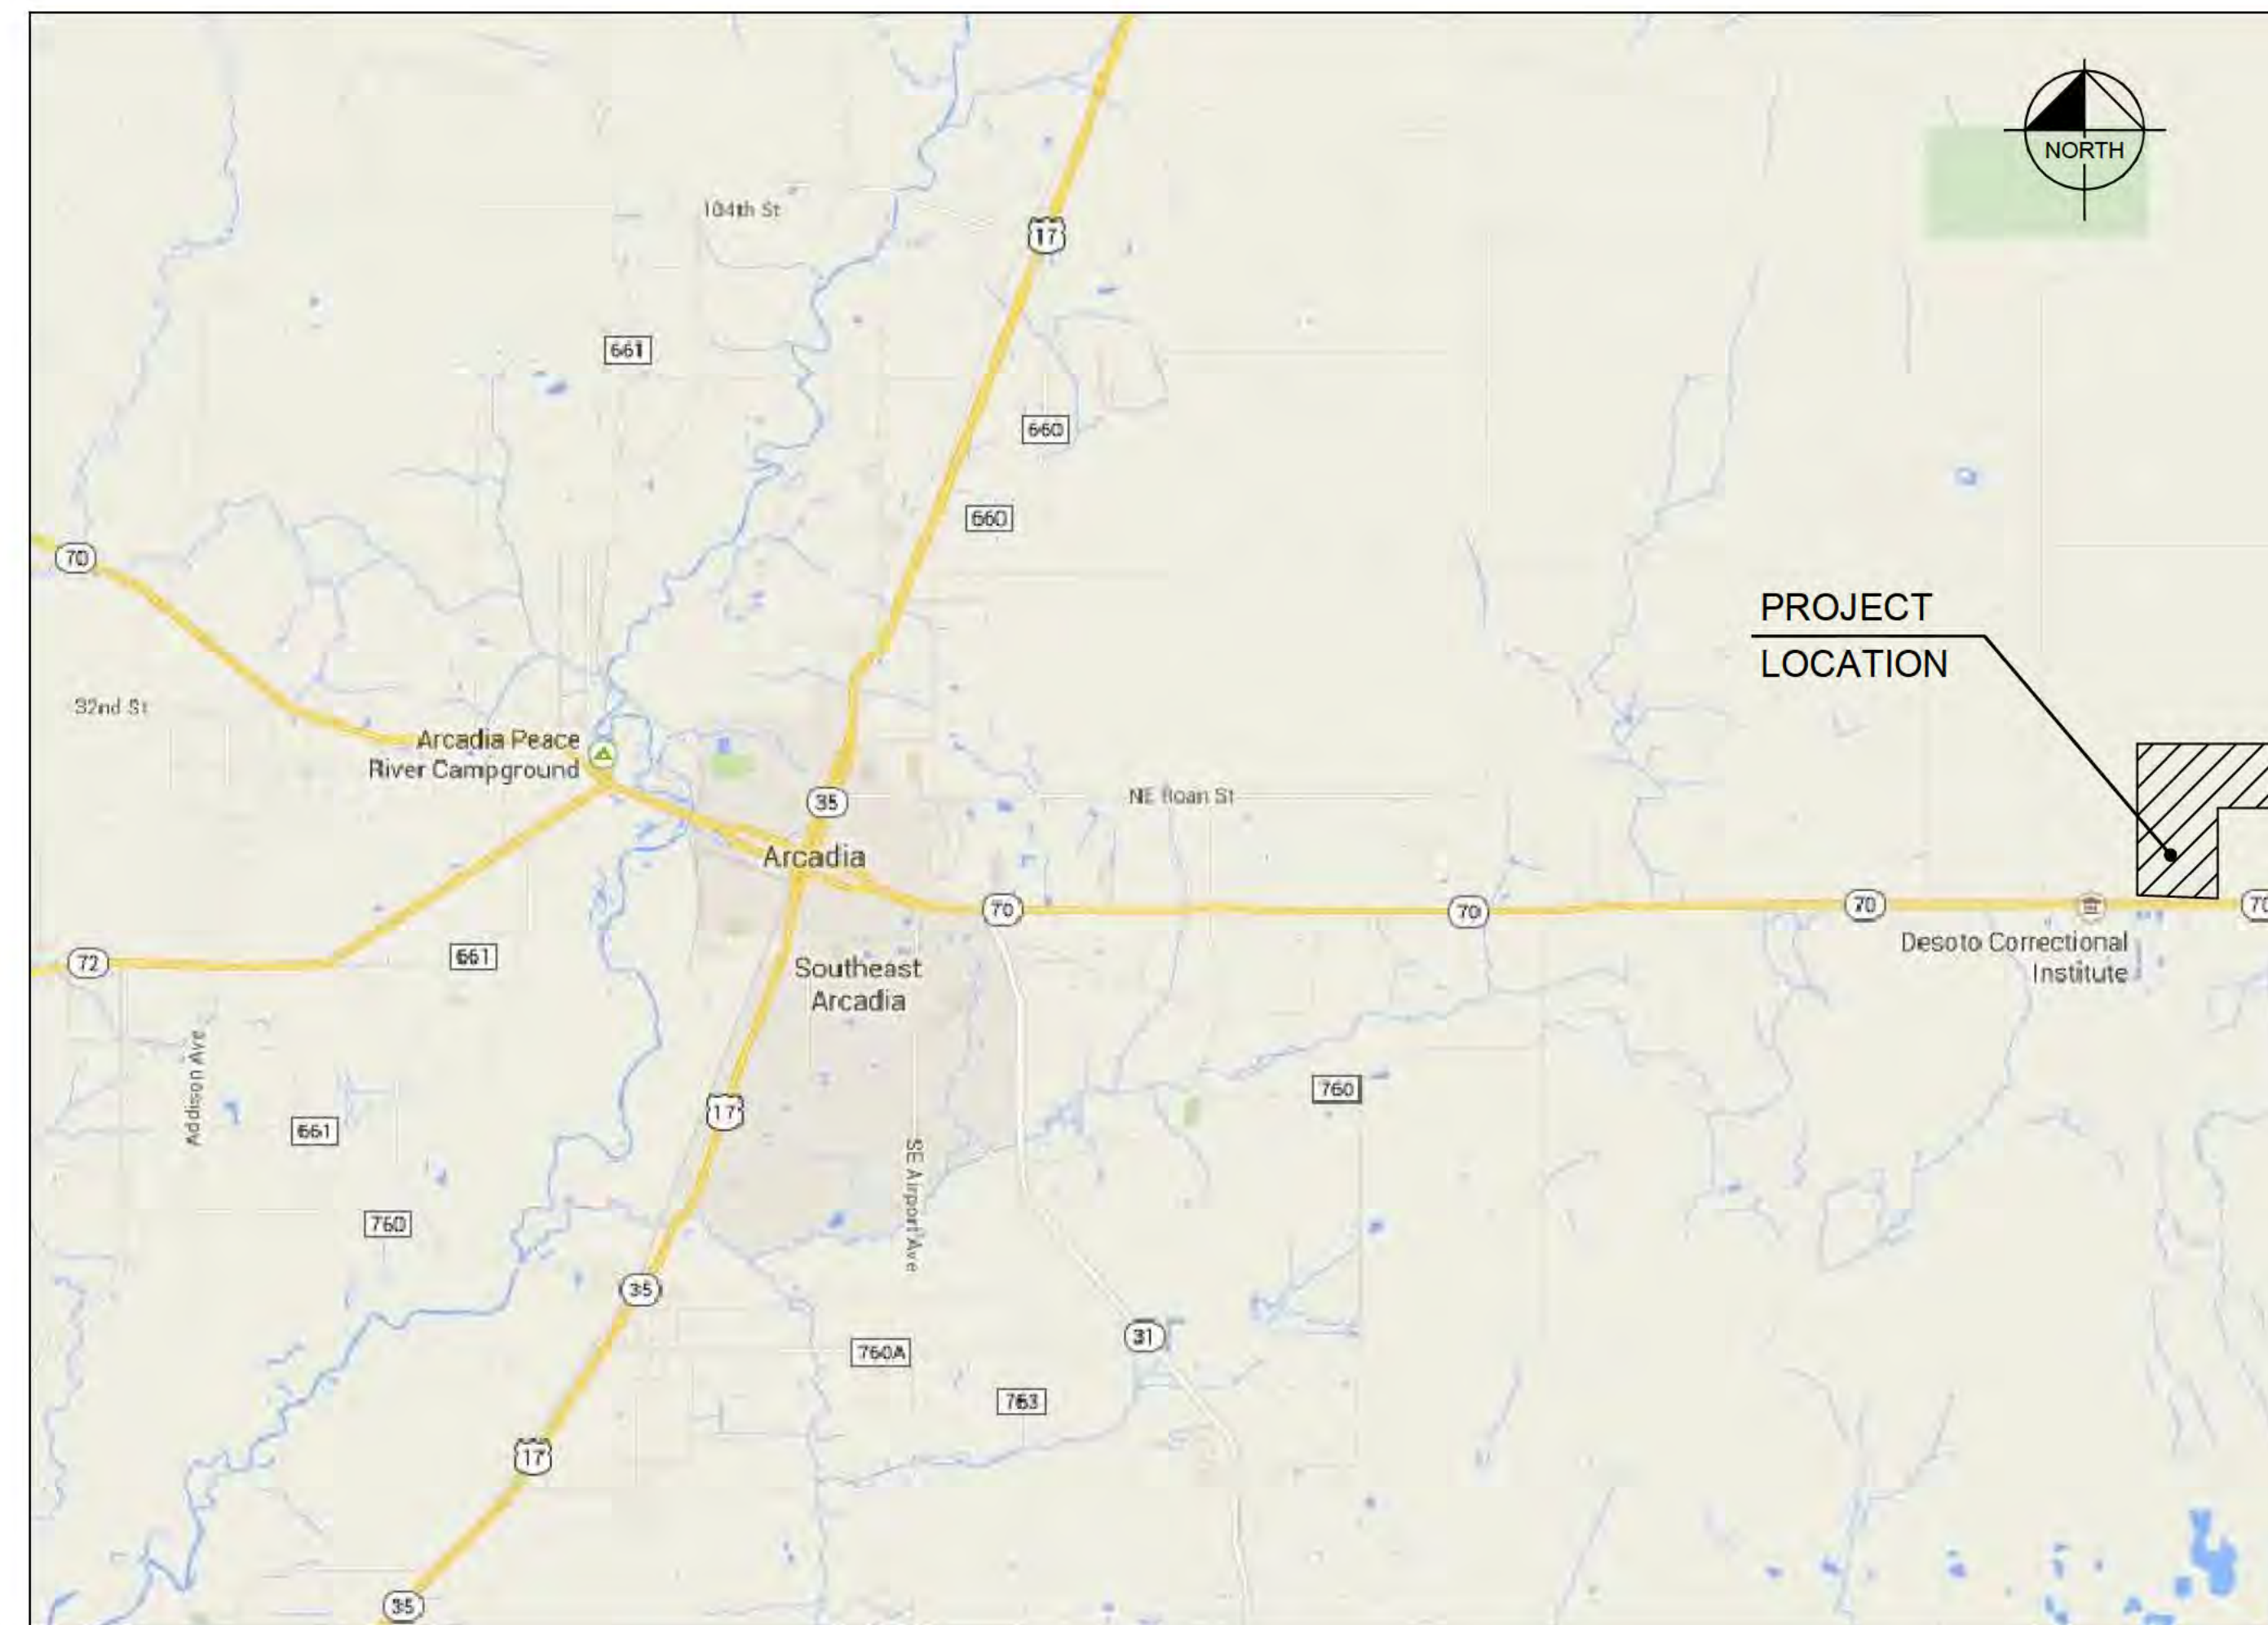 NORTH
104th St
17
661
660
660
70
PROJECT
LOCATION
32nd St
Arcadia Peace
River Campground
NE Roan St
35
Arcadia
70
70
70
70
Desoto Correctional
Institute
72
661
Southeast
Arcadia
Addison Ave
760
17
661
SE Airport Ave
760
35
31
760A
763
17
35